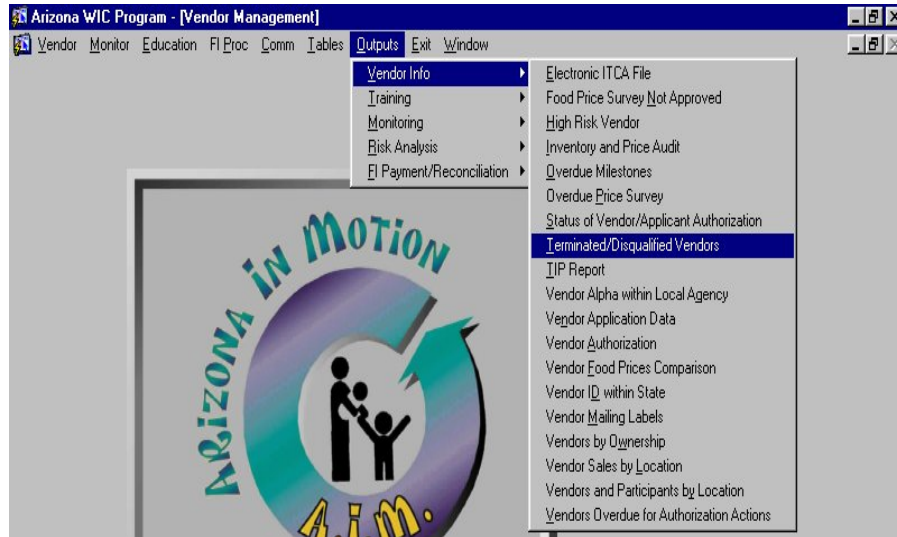 Arizona WIC Program - [Vendor Management]
Vendor Monitor Education FI Proc Comm Tables Outputs Exit Window
Vendor Info
Training
Monitoring
Risk Analysis
FI Payment/Reconciliation
Electronic ITCA File
Food Price Survey Not Approved
High Risk Vendor
Inventory and Price Audit
Overdue Milestones
Overdue Price Survey
Status of Vendor/Applicant Authorization
Terminated/Disqualified Vendors
TIP Report
Vendor Alpha within Local Agency
Vendor Application Data
Vendor Authorization
Vendor Food Prices Comparison
Vendor ID within State
Vendor Mailing Labels
Vendors by Ownership
Vendor Sales by Location
Vendors and Participants by Location
Vendors Overdue for Authorization Actions
ARIZONA IN MOTION
A.i.M.